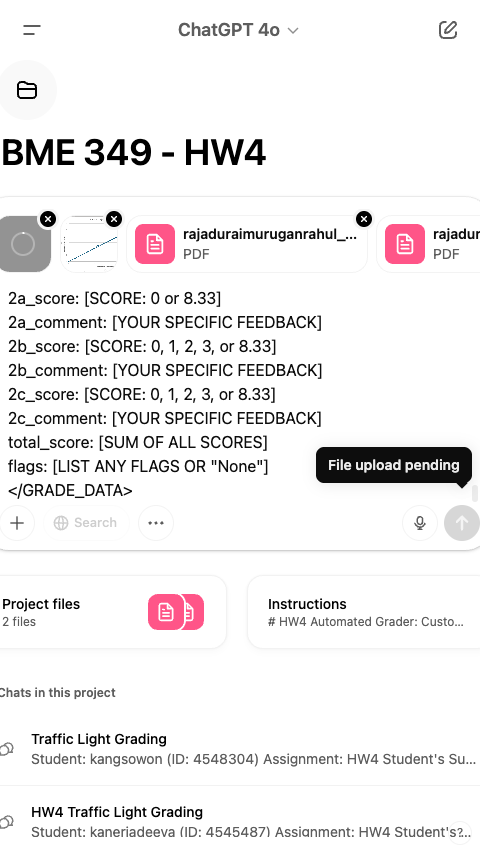 ChatGPT 4o
BME 349 - HW4
rajaduraimuruganrahul_...
PDF
rajadur
PDF
2a_score: [SCORE: 0 or 8.33]
2a_comment: [YOUR SPECIFIC FEEDBACK]
2b_score: [SCORE: 0, 1, 2, 3, or 8.33]
2b_comment: [YOUR SPECIFIC FEEDBACK]
2c_score: [SCORE: 0, 1, 2, 3, or 8.33]
2c_comment: [YOUR SPECIFIC FEEDBACK]
total_score: [SUM OF ALL SCORES]
flags: [LIST ANY FLAGS OR "None"]
</GRADE_DATA>
File upload pending
Search
Project files
2 files
Instructions
# HW4 Automated Grader: Custo...
Chats in this project
Traffic Light Grading
Student: kangsowon (ID: 4548304) Assignment: HW4 Student's Su...
HW4 Traffic Light Grading
Student: kaneriadeeva (ID: 4545487) Assignment: HW4 Student's